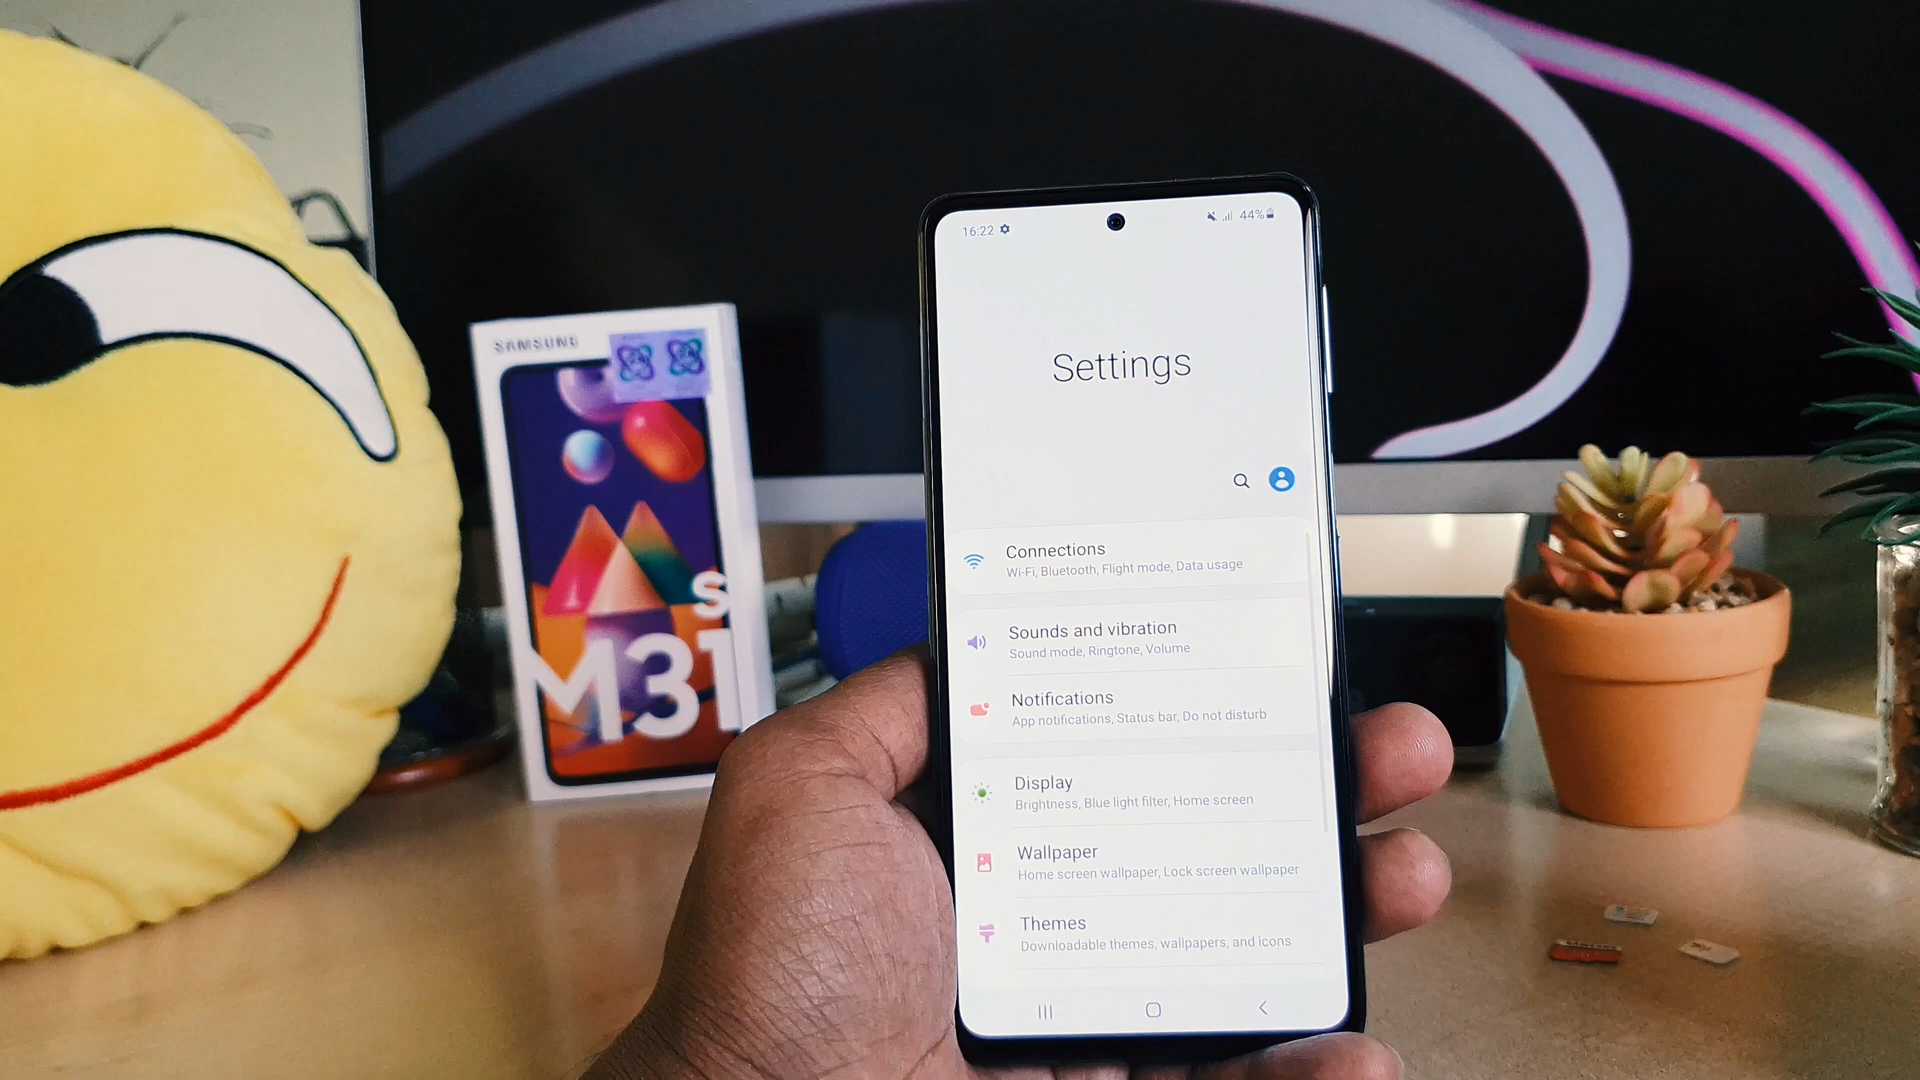 SAMSUNG
S
M31
16:22
44%
Settings
Connections
Wi-Fi, Bluetooth, Flight mode, Data usage
Sounds and vibration
Sound mode, Ringtone, Volume
Notifications
App notifications, Status bar, Do not disturb
Display
Brightness, Blue light filter, Home screen
Wallpaper
Home screen wallpaper, Lock screen wallpaper
Themes
Downloadable themes, wallpapers, and icons